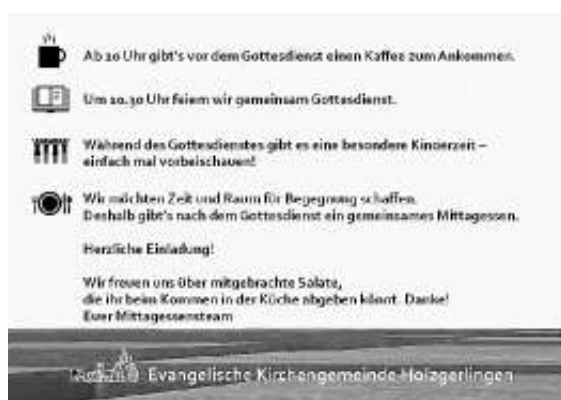 Ab 10 Uhr gibt's vor dem Gottesdienst einen Kaffee zum Ankommen.
Um 10.30 Uhr feiern wir gemeinsam Gottesdienst.
Während des Gottesdienstes gibt es eine besondere Kinderzeit –
einfach mal vorbeischauen!
Wir möchten Zeit und Raum für Begegnung schaffen.
Deshalb gibt's nach dem Gottesdienst ein gemeinsames Mittagessen.
Herzliche Einladung!
Wir freuen uns über mitgebrachte Salate,
die ihr beim Kommen in der Küche abgeben könnt. Danke!
Euer Mittagessensteam
Evangelische Kirchengemeinde Holzgerlingen